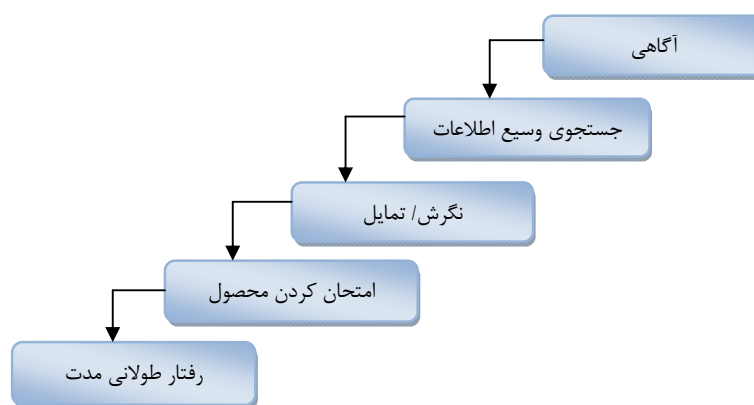 آگاهی
جستجوی وسیع اطلاعات
نگرش/ تمایل
امتحان کردن محصول
رفتار طولانی مدت